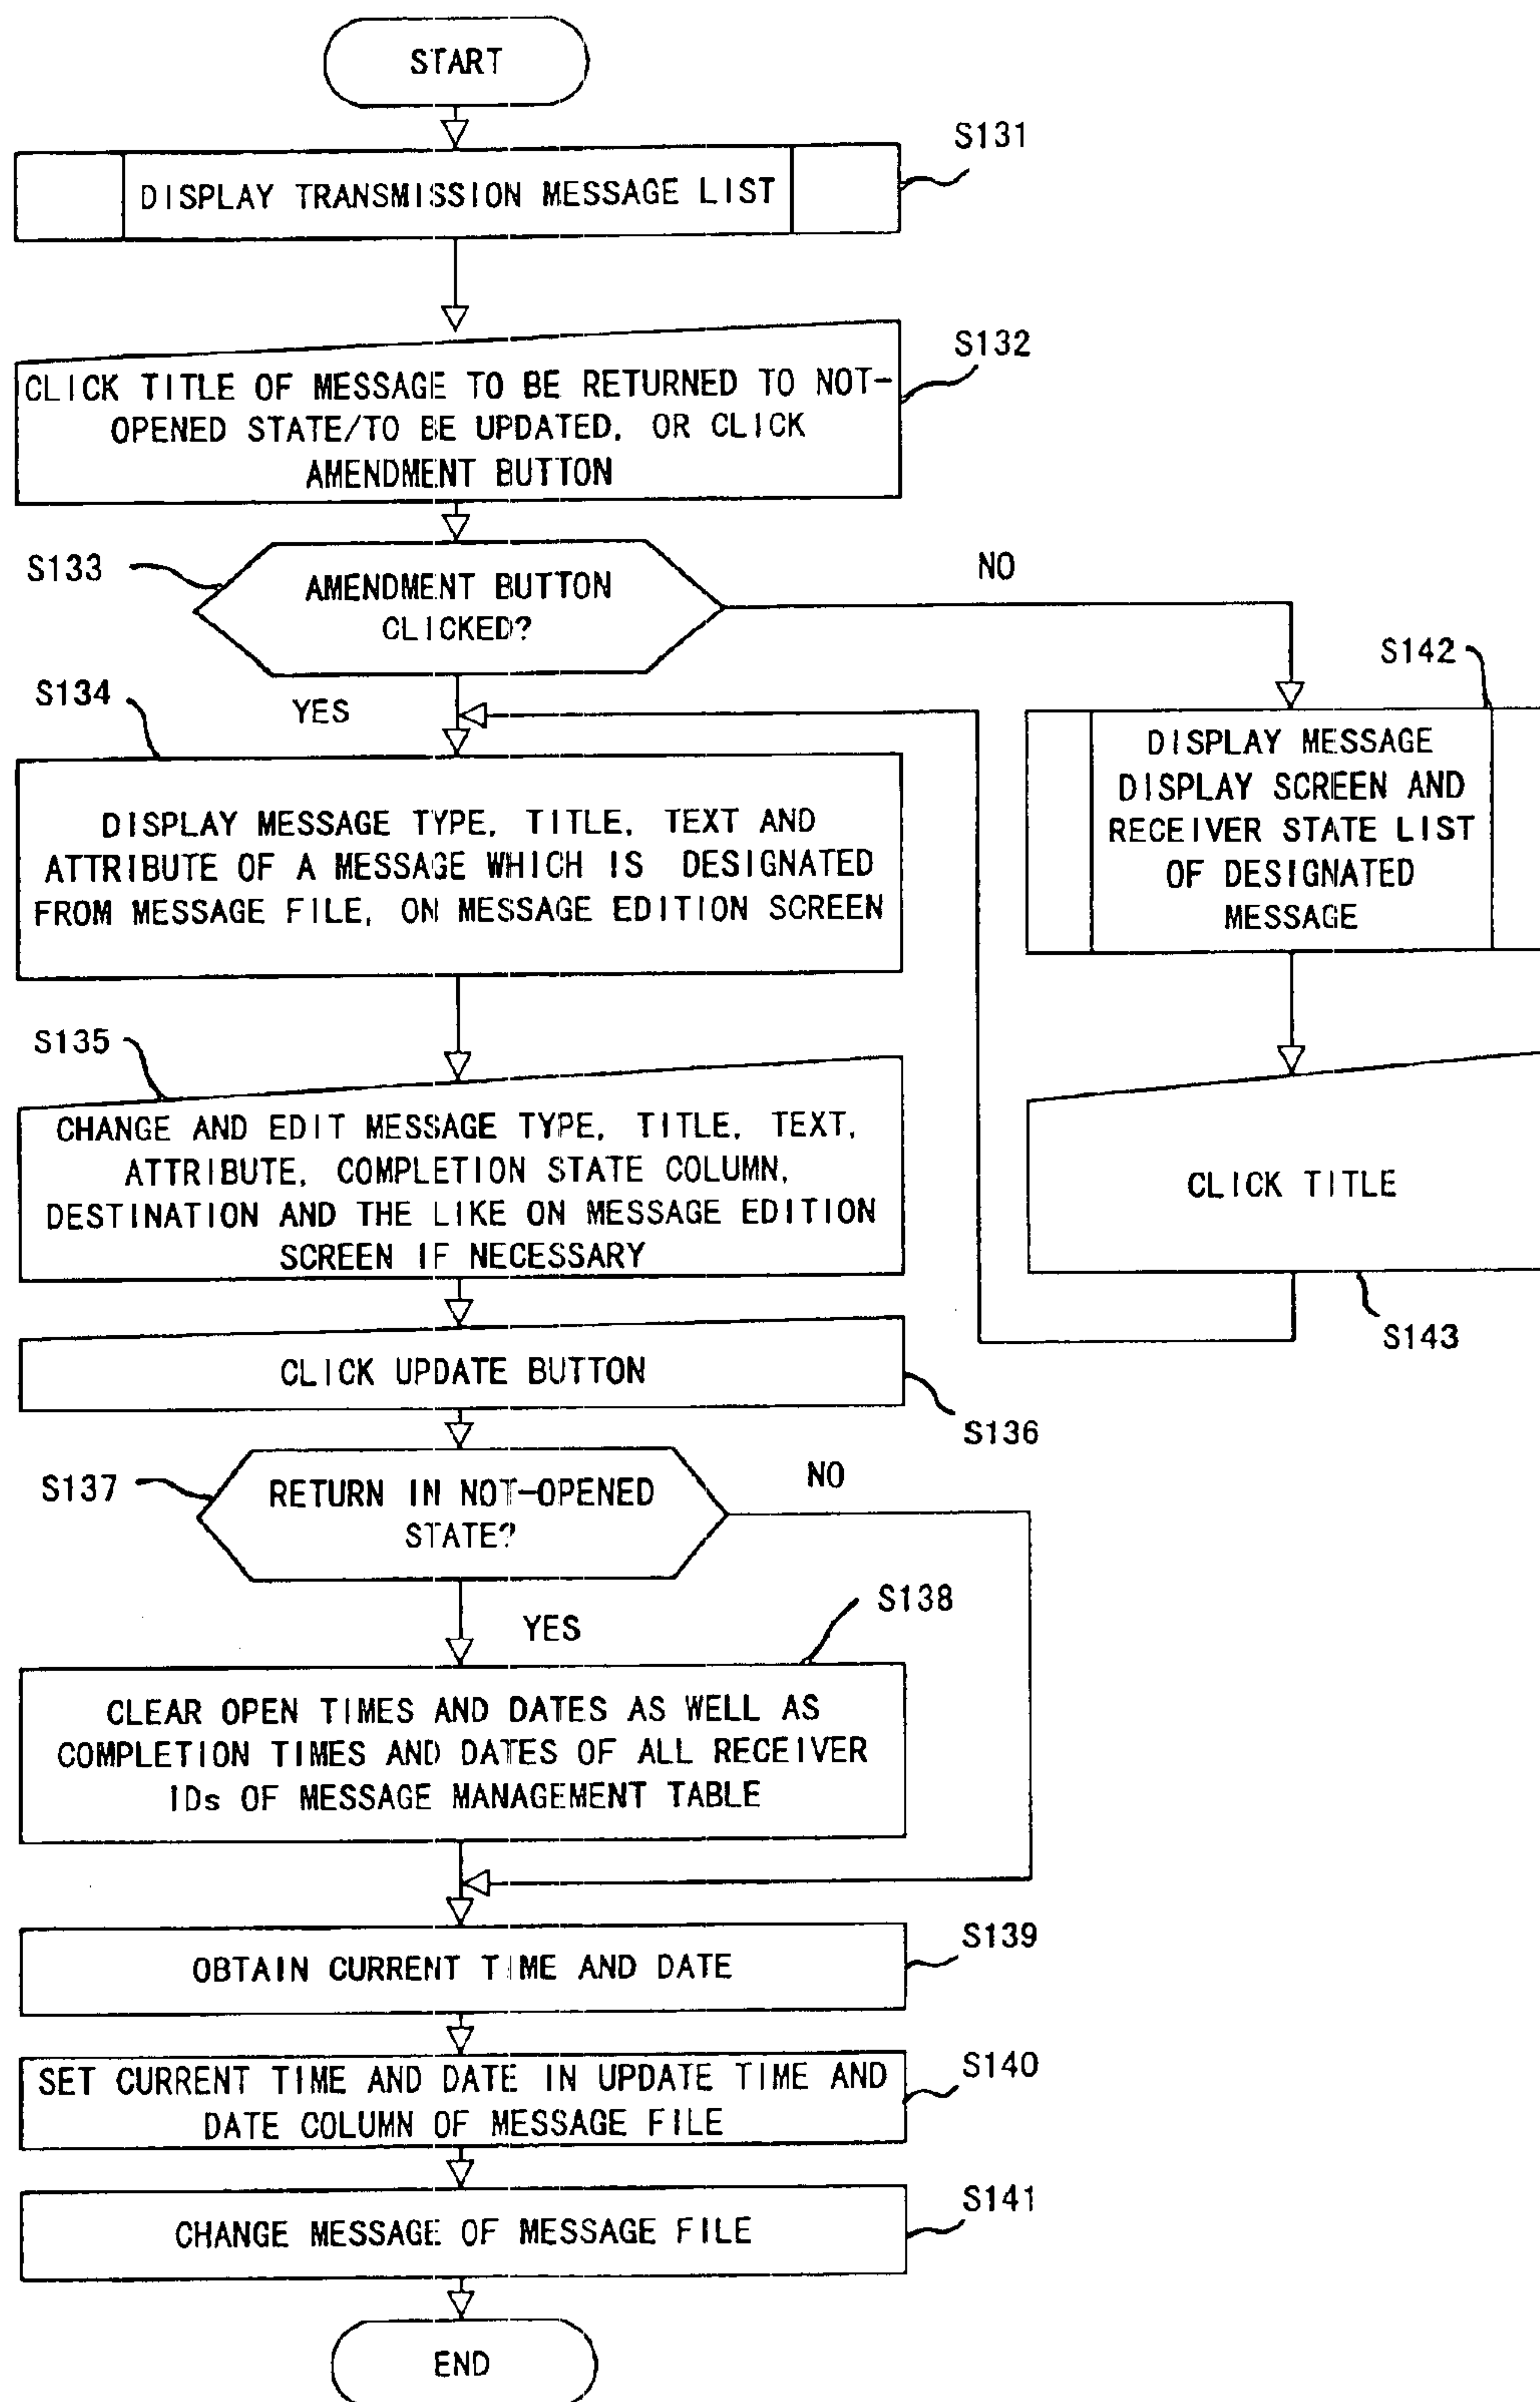 START
S131
DISPLAY TRANSMISSION MESSAGE LIST
S132
CLICK TITLE OF MESSAGE TO BE RETURNED TO NOT-
OPENED STATE/TO BE UPDATED, OR CLICK
AMENDMENT BUTTON
S133
AMENDMENT BUTTON
CLICKED?
NO
YES
S142
DISPLAY MESSAGE
DISPLAY SCREEN AND
RECEIVER STATE LIST
OF DESIGNATED
MESSAGE
S134
DISPLAY MESSAGE TYPE, TITLE, TEXT AND
ATTRIBUTE OF A MESSAGE WHICH IS DESIGNATED
FROM MESSAGE FILE, ON MESSAGE EDITION SCREEN
S135
CHANGE AND EDIT MESSAGE TYPE, TITLE, TEXT,
ATTRIBUTE, COMPLETION STATE COLUMN,
DESTINATION AND THE LIKE ON MESSAGE EDITION
SCREEN IF NECESSARY
CLICK TITLE
S143
CLICK UPDATE BUTTON
S136
S137
RETURN IN NOT-OPENED
STATE?
NO
YES
S138
CLEAR OPEN TIMES AND DATES AS WELL AS
COMPLETION TIMES AND DATES OF ALL RECEIVER
IDs OF MESSAGE MANAGEMENT TABLE
S139
OBTAIN CURRENT TIME AND DATE
S140
SET CURRENT TIME AND DATE IN UPDATE TIME AND
DATE COLUMN OF MESSAGE FILE
S141
CHANGE MESSAGE OF MESSAGE FILE
END